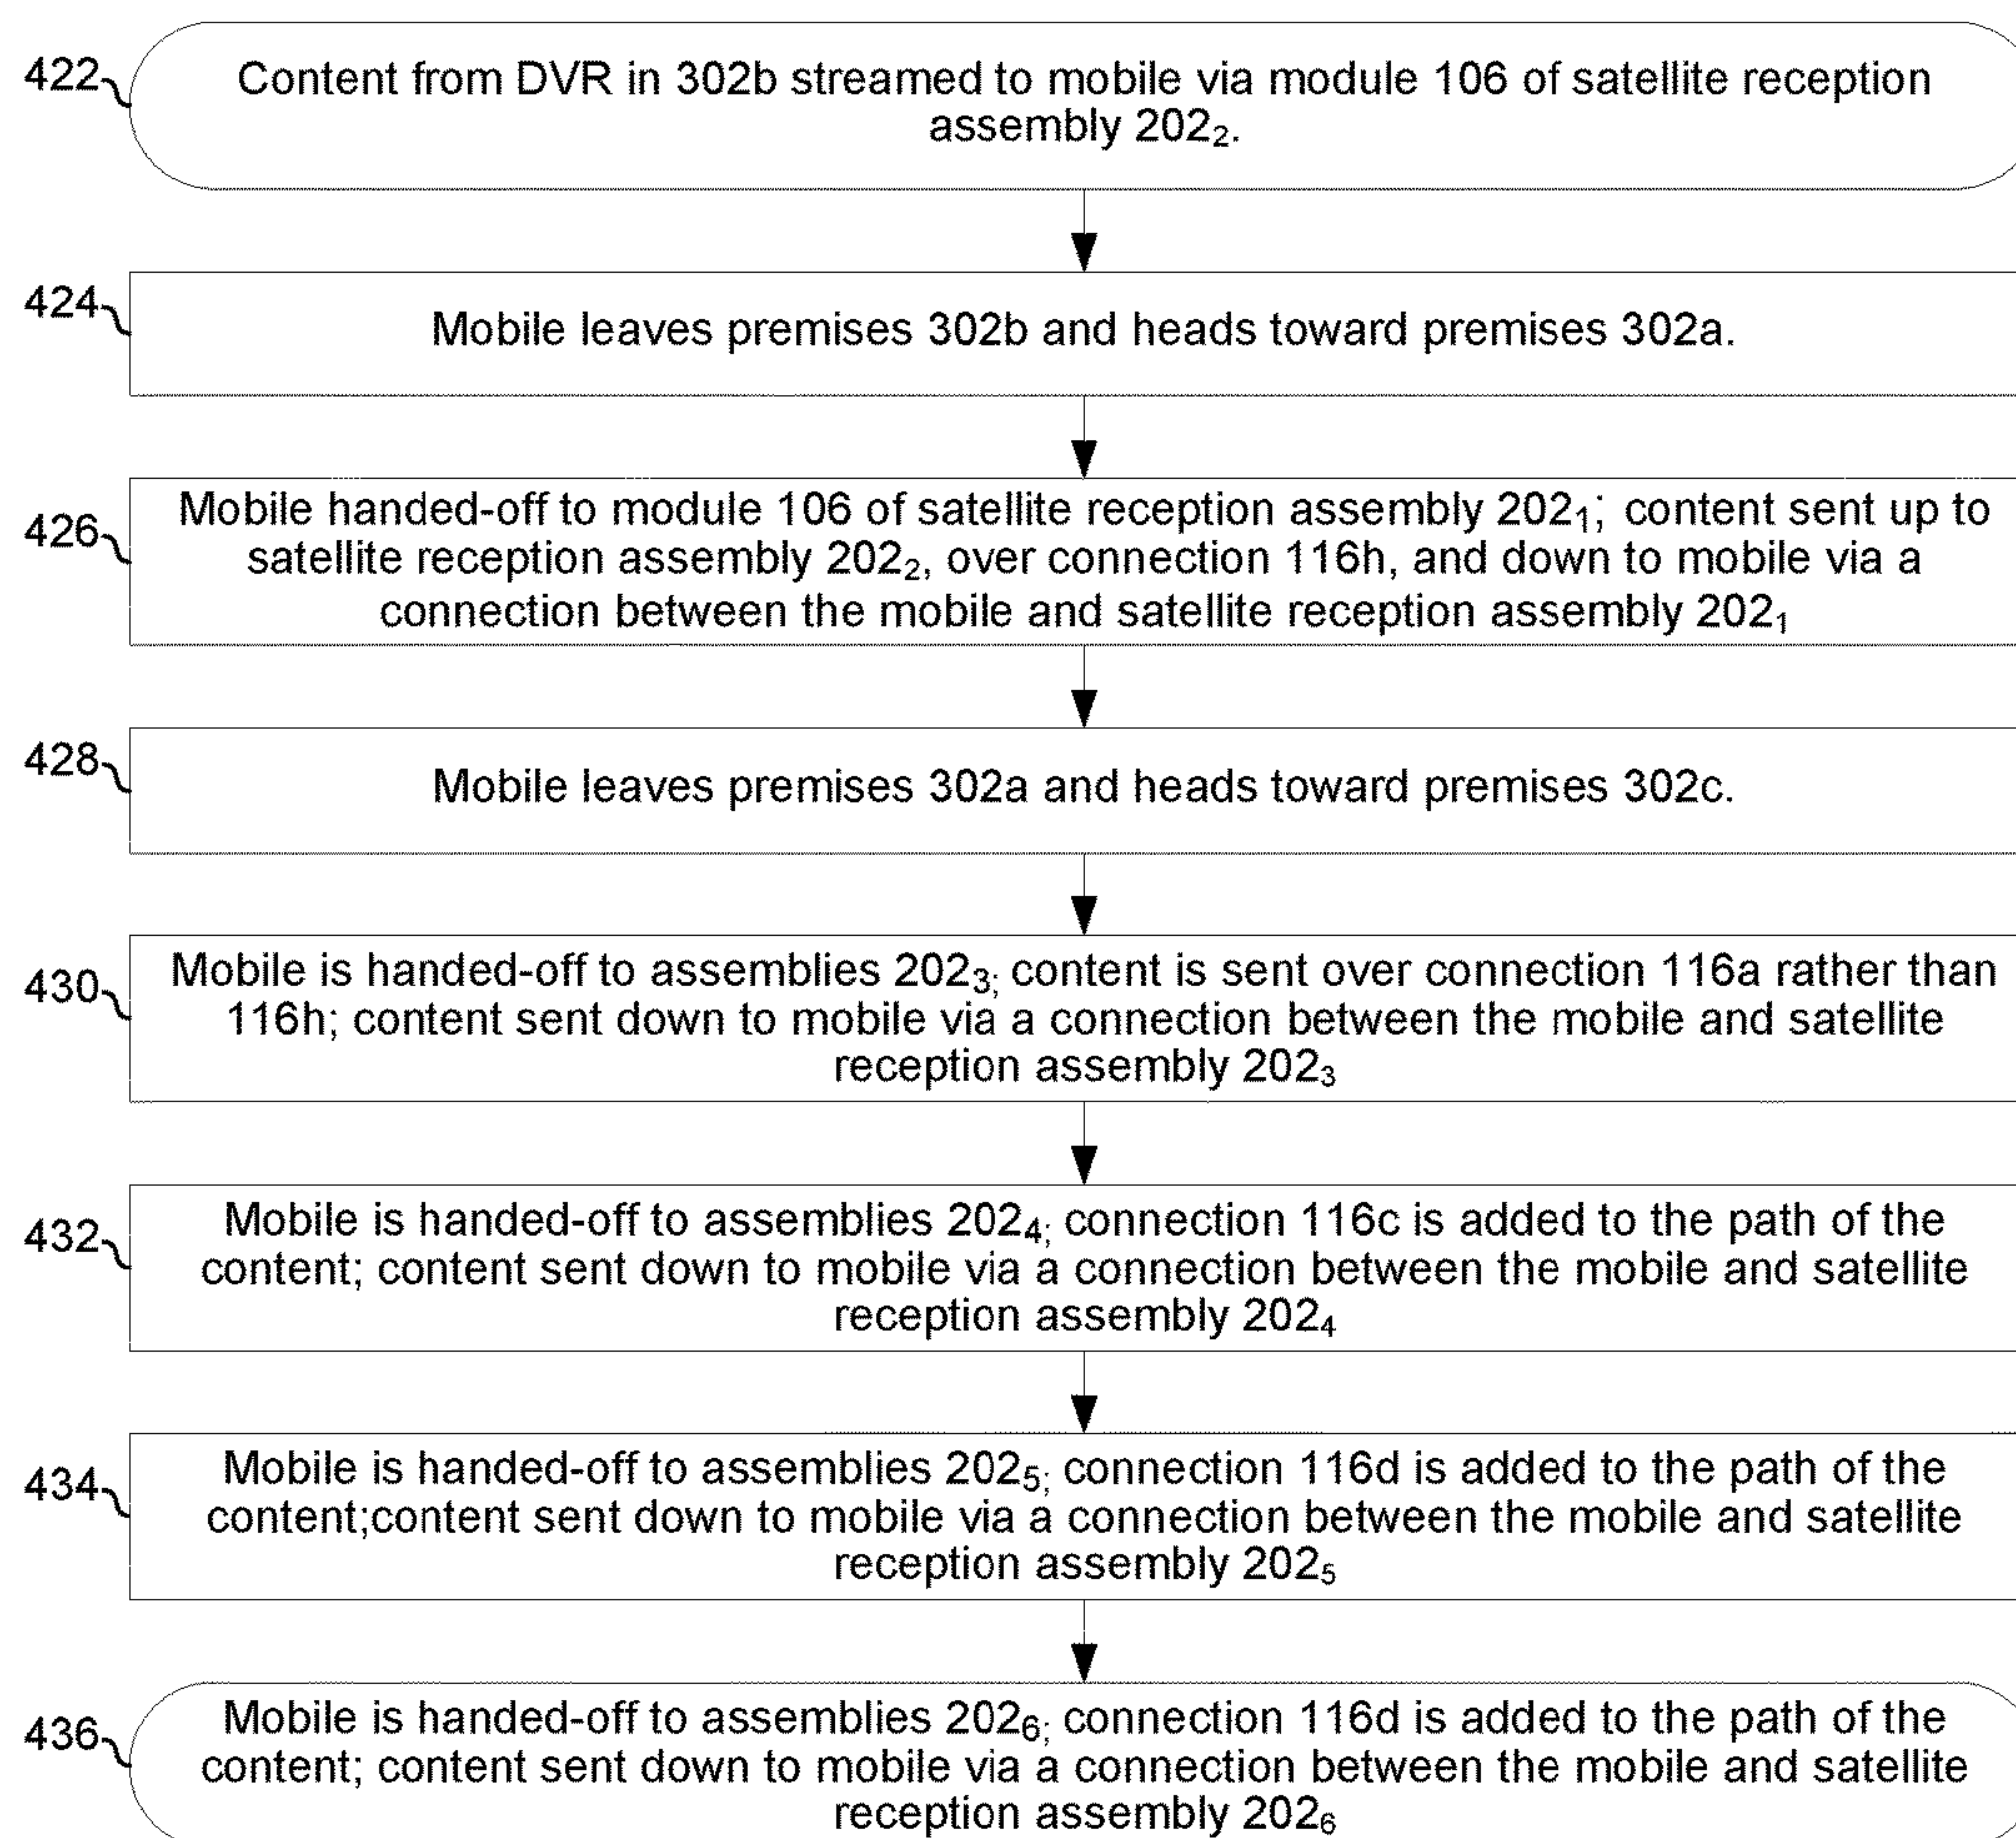 422
Content from DVR in 302b streamed to mobile via module 106 of satellite reception
assembly 202₂.
424
Mobile leaves premises 302b and heads toward premises 302a.
426
Mobile handed-off to module 106 of satellite reception assembly 202₁; content sent up to
satellite reception assembly 202₂, over connection 116h, and down to mobile via a
connection between the mobile and satellite reception assembly 202₁
428
Mobile leaves premises 302a and heads toward premises 302c.
430
Mobile is handed-off to assemblies 202₃; content is sent over connection 116a rather than
116h; content sent down to mobile via a connection between the mobile and satellite
reception assembly 202₃
432
Mobile is handed-off to assemblies 202₄; connection 116c is added to the path of the
content; content sent down to mobile via a connection between the mobile and satellite
reception assembly 202₄
434
Mobile is handed-off to assemblies 202₅; connection 116d is added to the path of the
content;content sent down to mobile via a connection between the mobile and satellite
reception assembly 202₅
436
Mobile is handed-off to assemblies 202₆; connection 116d is added to the path of the
content; content sent down to mobile via a connection between the mobile and satellite
reception assembly 202₆